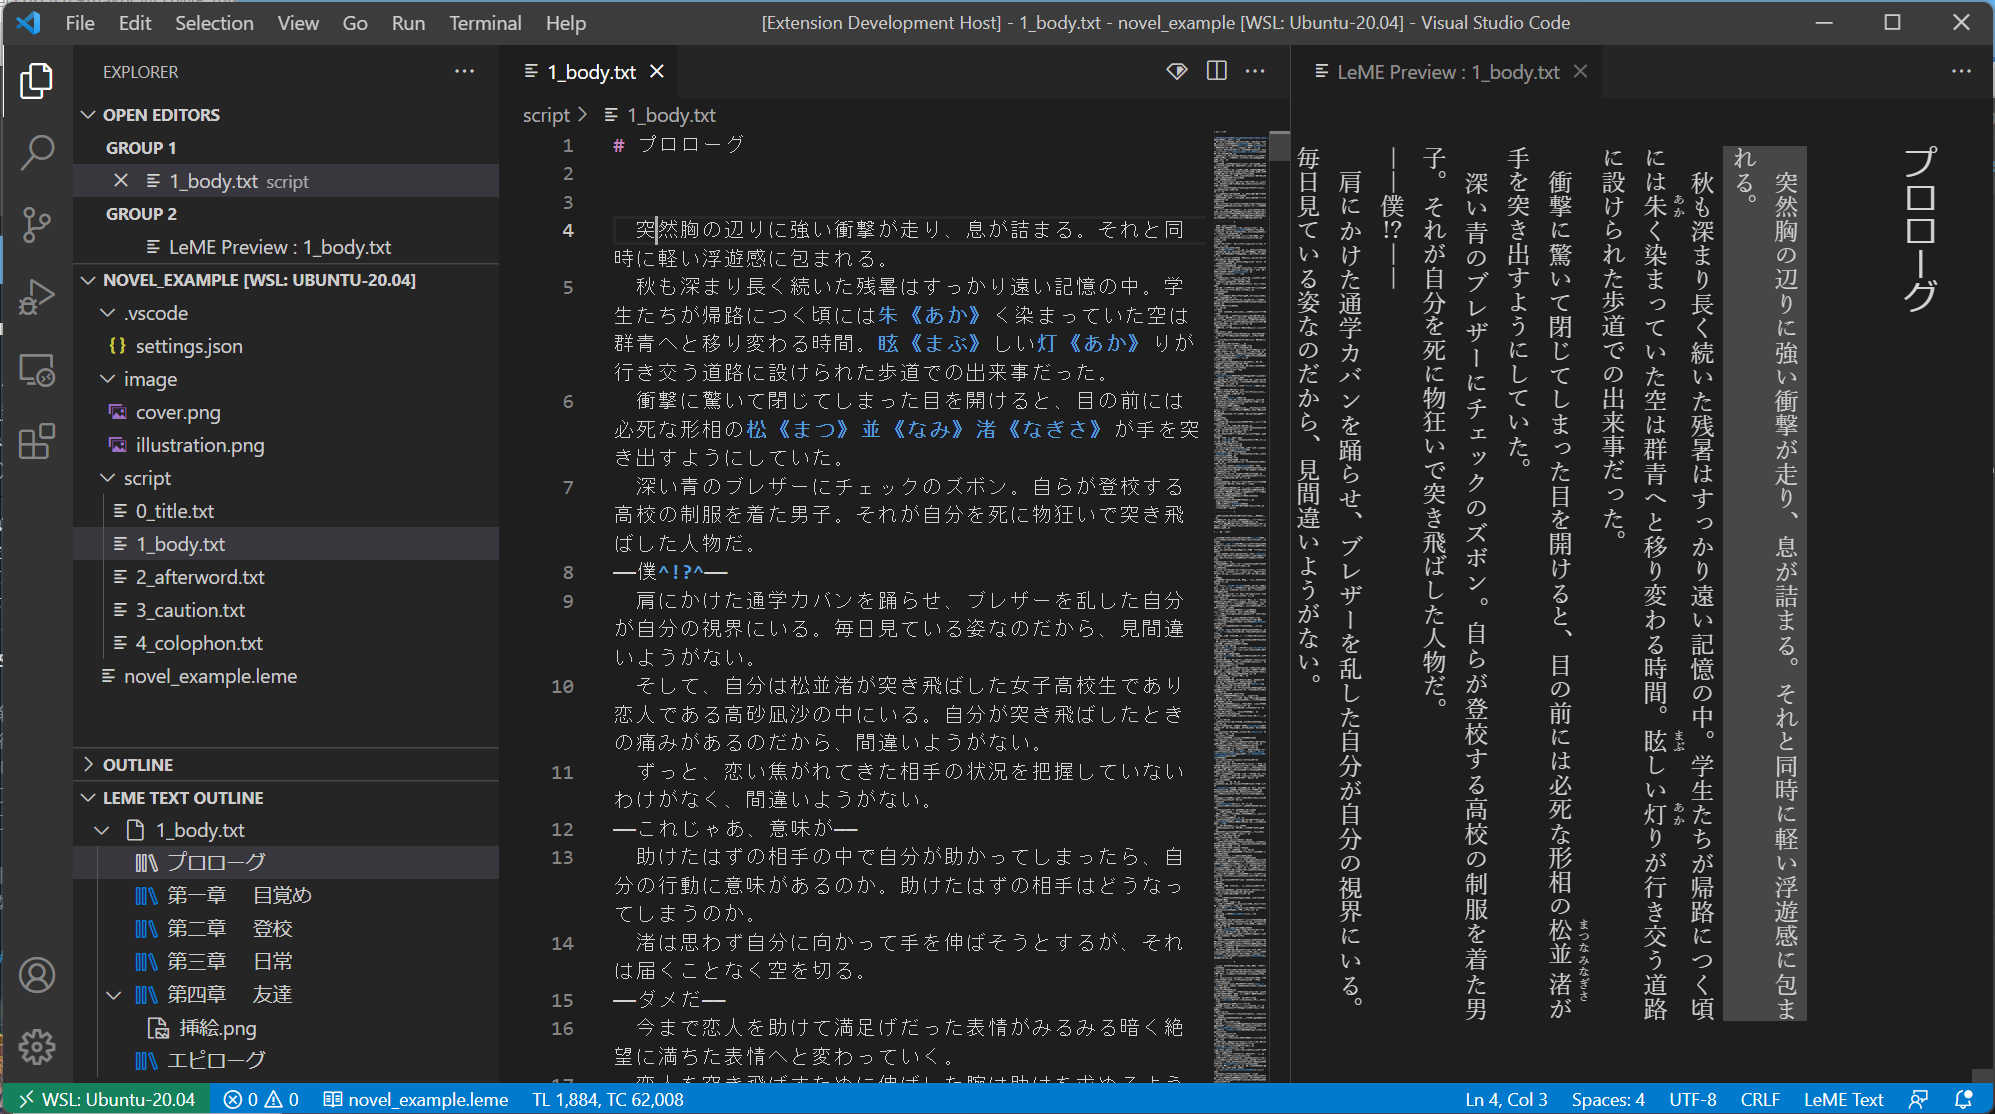 File Edit Selection View Go Run Terminal Help
[Extension Development Host] - 1_body.txt - novel_example [WSL: Ubuntu-20.04] - Visual Studio Code
EXPLORER
OPEN EDITORS
GROUP 1
1_body.txt script
GROUP 2
LeME Preview : 1_body.txt
NOVEL_EXAMPLE [WSL: UBUNTU-20.04]
.vscode
settings.json
image
cover.png
illustration.png
script
0_title.txt
1_body.txt
2_afterword.txt
3_caution.txt
4_colophon.txt
novel_example.leme
OUTLINE
LEME TEXT OUTLINE
1_body.txt
プロローグ
第一章　目覚め
第二章　登校
第三章　日常
第四章　友達
挿絵.png
エピローグ
1_body.txt
script > 1_body.txt
1 # プロローグ
2
3
4 　突然胸の辺りに強い衝撃が走り、息が詰まる。それと同
時に軽い浮遊感に包まれる。
5 　秋も深まり長く続いた残暑はすっかり遠い記憶の中。学
生たちが帰路につく頃には朱《あか》く染まっていた空は
群青へと移り変わる時間。眩《まぶ》しい灯《あか》りが
行き交う道路に設けられた歩道での出来事だった。
6 　衝撃に驚いて閉じてしまった目を開けると、目の前には
必死な形相の松《まつ》並《なみ》渚《なぎさ》が手を突
き出すようにしていた。
7 　深い青のブレザーにチェックのズボン。自らが登校する
高校の制服を着た男子。それが自分を死に物狂いで突き飛
ばした人物だ。
8 ――僕^!?^――
9 　肩にかけた通学カバンを踊らせ、ブレザーを乱した自分
が自分の視界にいる。毎日見ている姿なのだから、見間違
いようがない。
10 　そして、自分は松並渚が突き飛ばした女子高校生であり
恋人である高砂凪沙の中にいる。自分が突き飛ばしたとき
の痛みがあるのだから、間違いようがない。
11 　ずっと、恋い焦がれてきた相手の状況を把握していない
わけがなく、間違いようがない。
12 ――これじゃあ、意味が――
13 　助けたはずの相手の中で自分が助かってしまったら、自
分の行動に意味があるのか。助けたはずの相手はどうなっ
てしまうのか。
14 　渚は思わず自分に向かって手を伸ばそうとするが、それ
は届くことなく空を切る。
15 ――ダメだ――
16 　今まで恋人を助けて満足げだった表情がみるみる暗く絶
望に満ちた表情へと変わっていく。
LeME Preview : 1_body.txt
プロローグ
　突然胸の辺りに強い衝撃が走り、息が詰まる。それと同時に軽い浮遊感に包ま
れる。
　秋も深まり長く続いた残暑はすっかり遠い記憶の中。学生たちが帰路につく頃
には朱あかく染まっていた空は群青へと移り変わる時間。眩まぶしい灯あかりが行き交う道路
に設けられた歩道での出来事だった。
　衝撃に驚いて閉じてしまった目を開けると、目の前には必死な形相の松並渚まつなみなぎさが
手を突き出すようにしていた。
　深い青のブレザーにチェックのズボン。自らが登校する高校の制服を着た男
子。それが自分を死に物狂いで突き飛ばした人物だ。
――僕!?――
　肩にかけた通学カバンを踊らせ、ブレザーを乱した自分が自分の視界にいる。
毎日見ている姿なのだから、見間違いようがない。
WSL: Ubuntu-20.04 0 0 novel_example.leme TL 1,884, TC 62,008 Ln 4, Col 3 Spaces: 4 UTF-8 CRLF LeME Text